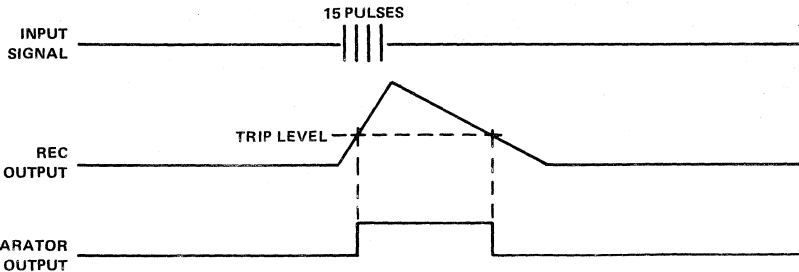 15 PULSES
INPUT
SIGNAL
TRIP LEVEL
REC
OUTPUT
ARATOR
OUTPUT